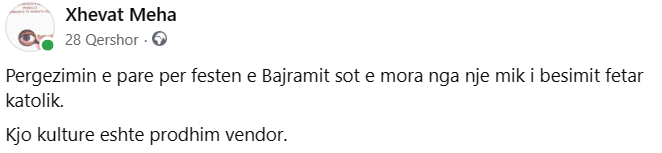 Xhevat Meha
28 Qershor ·
Pergezimin e pare per festen e Bajramit sot e mora nga nje mik i besimit fetar
katolik.
Kjo kulture eshte prodhim vendor.